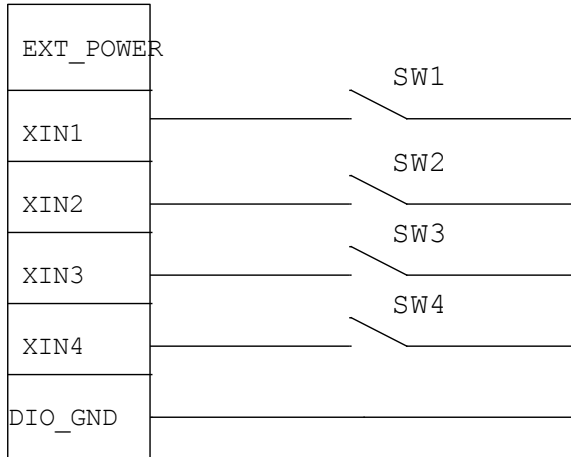 EXT_POWER
SW1
XIN1
SW2
XIN2
SW3
XIN3
SW4
XIN4
DIO_GND